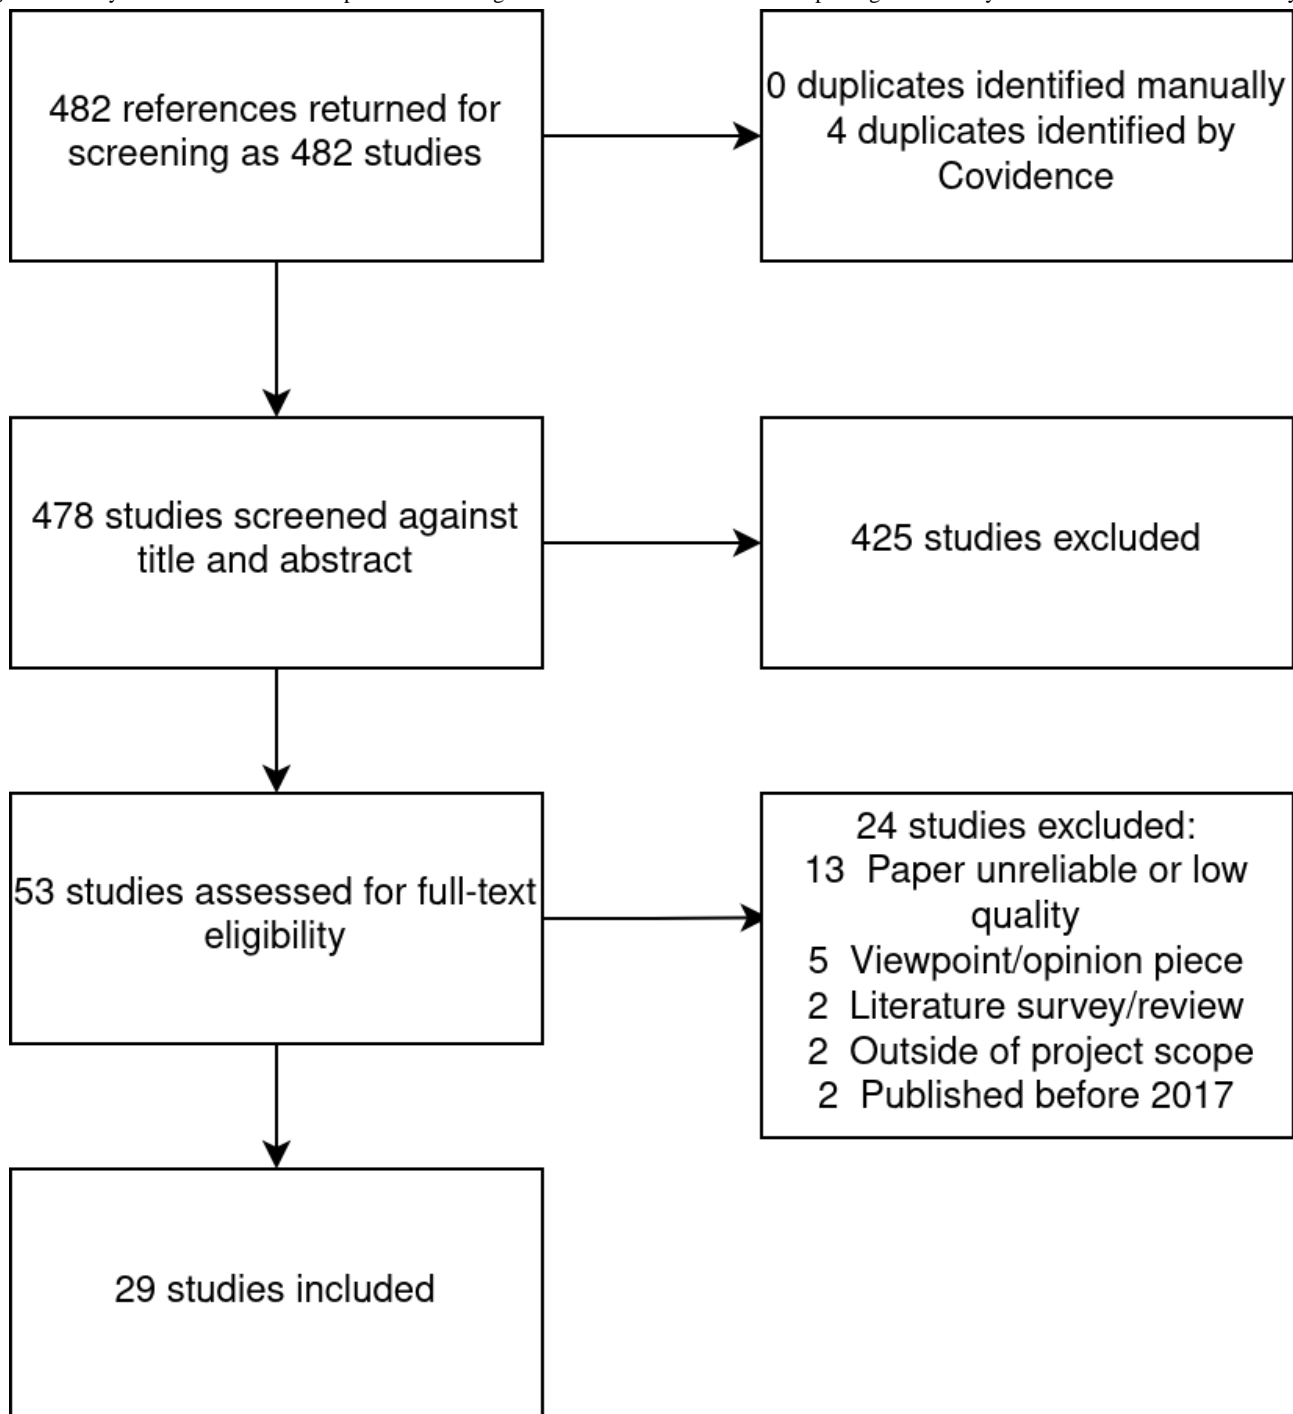 482 references returned for
screening as 482 studies
0 duplicates identified manually
4 duplicates identified by
Covidence
478 studies screened against
title and abstract
425 studies excluded
53 studies assessed for full-text
eligibility
24 studies excluded:
13 Paper unreliable or low
quality
5 Viewpoint/opinion piece
2 Literature survey/review
2 Outside of project scope
2 Published before 2017
29 studies included